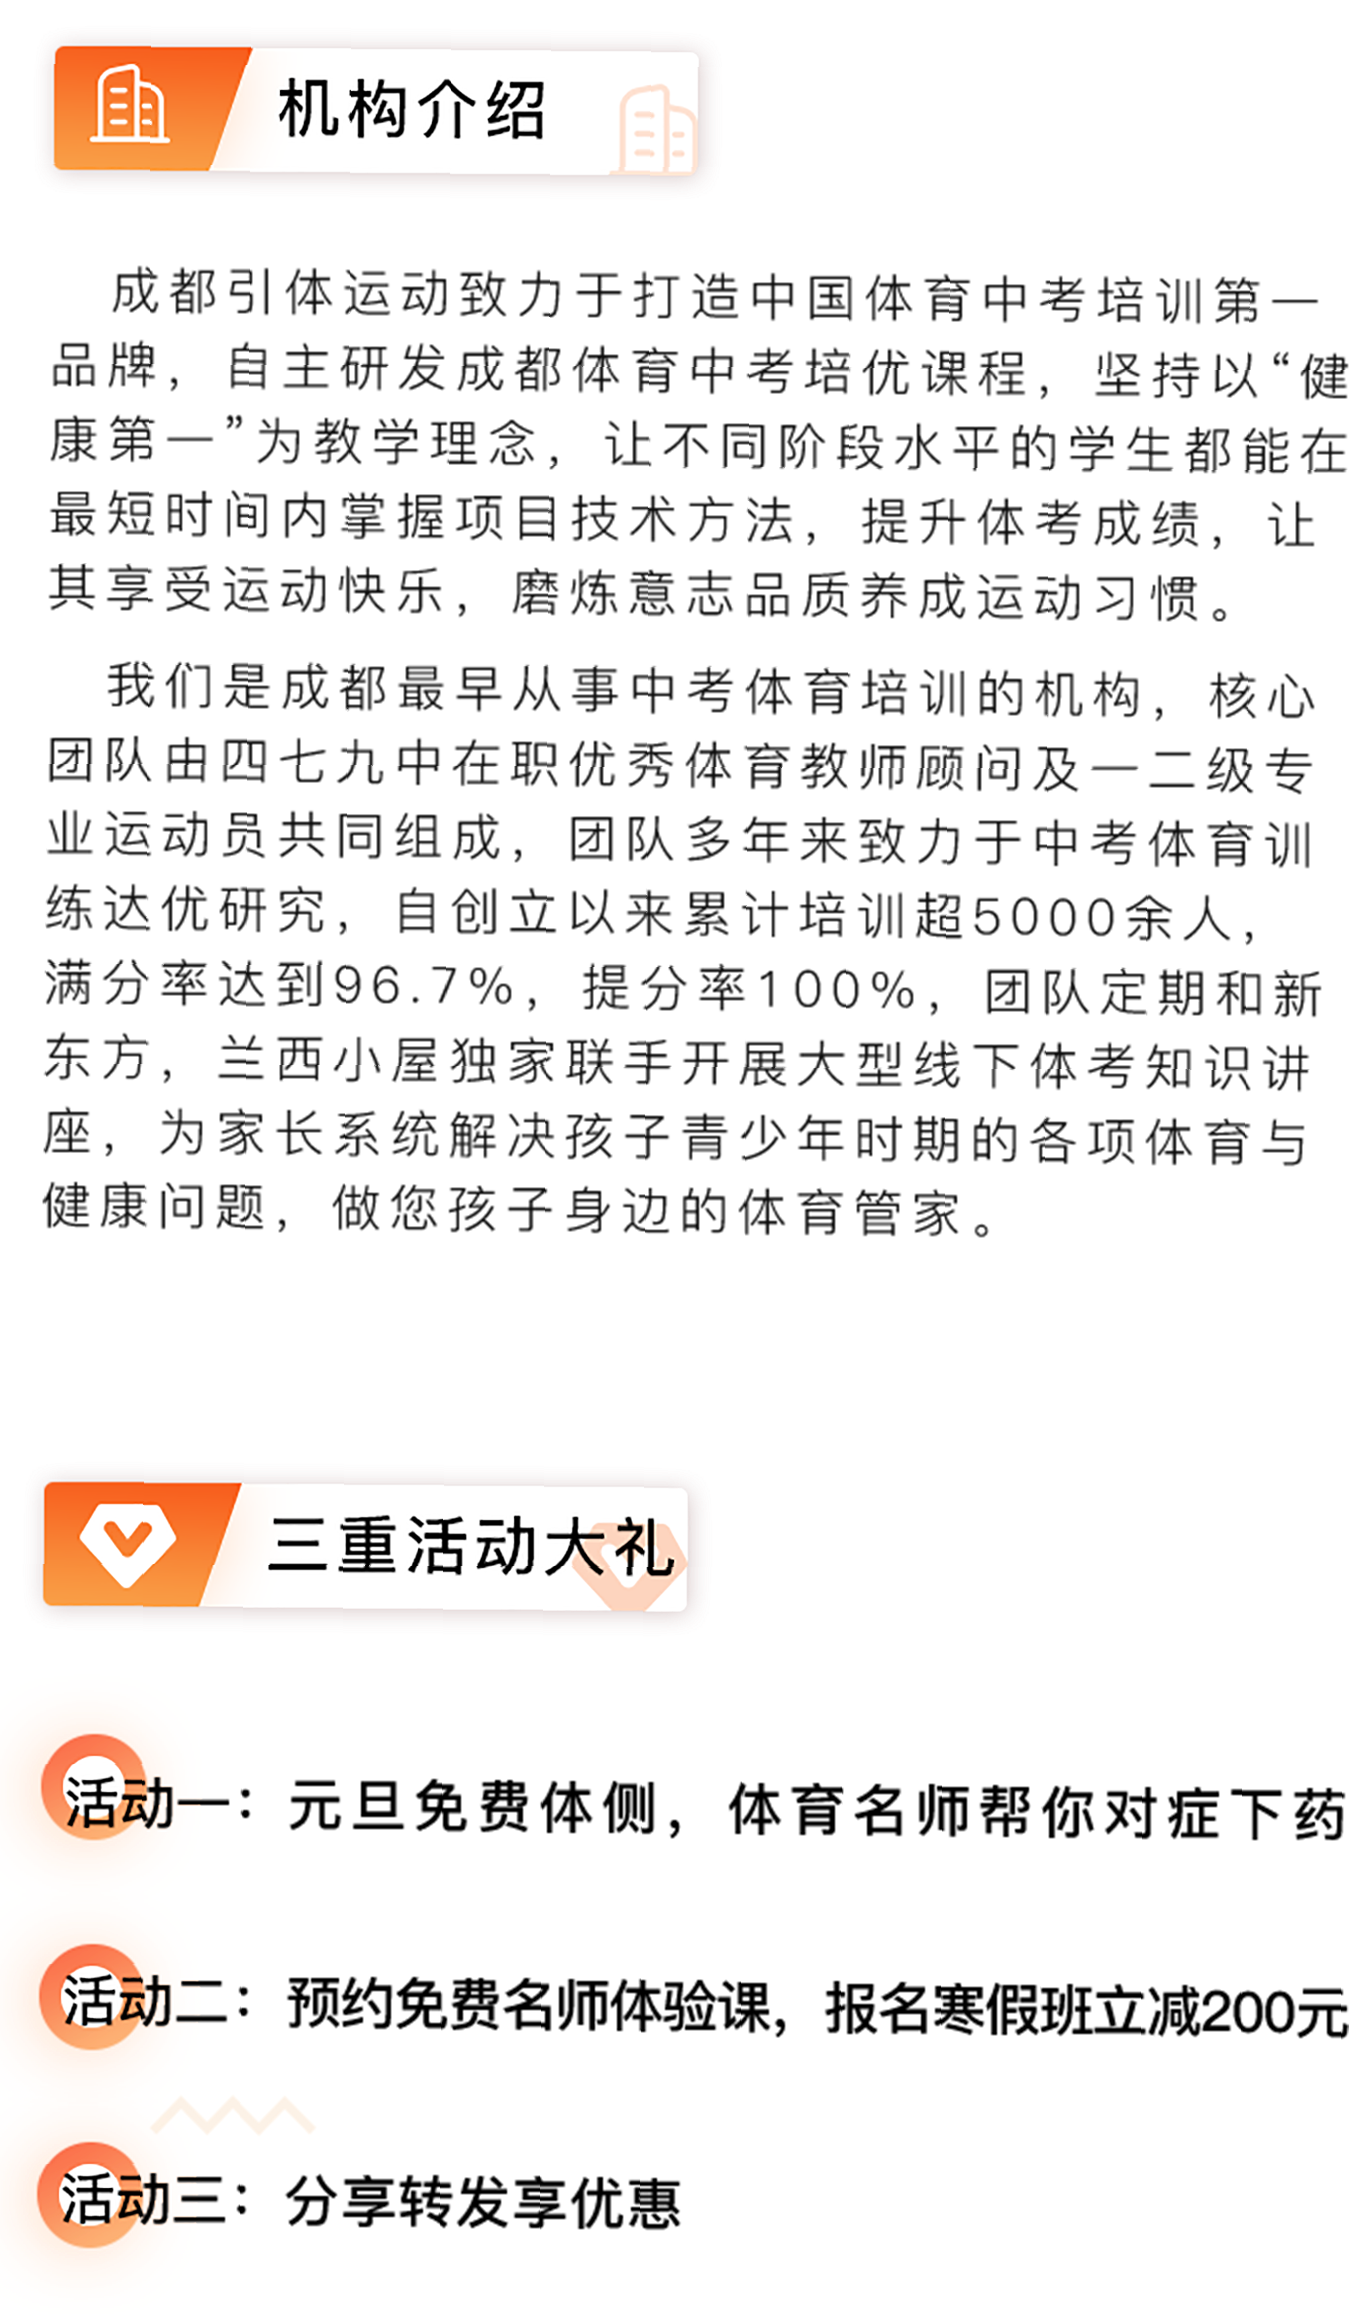 机构介绍
成都引体运动致力于打造中国体育中考培训第一
品牌，自主研发成都体育中考培优课程，坚持以“健
康第一”为教学理念，让不同阶段水平的学生都能在
最短时间内掌握项目技术方法，提升体考成绩，让
其享受运动快乐，磨炼意志品质养成运动习惯。
我们是成都最早从事中考体育培训的机构，核心
团队由四七九中在职优秀体育教师顾问及一二级专
业运动员共同组成，团队多年来致力于中考体育训
练达优研究，自创立以来累计培训超5000余人，
满分率达到96.7%，提分率100%，团队定期和新
东方，兰西小屋独家联手开展大型线下体考知识讲
座，为家长系统解决孩子青少年时期的各项体育与
健康问题，做您孩子身边的体育管家。
三重活动大礼
活动一：元旦免费体侧，体育名师帮你对症下药
活动二：预约免费名师体验课，报名寒假班立减200元
活动三：分享转发享优惠